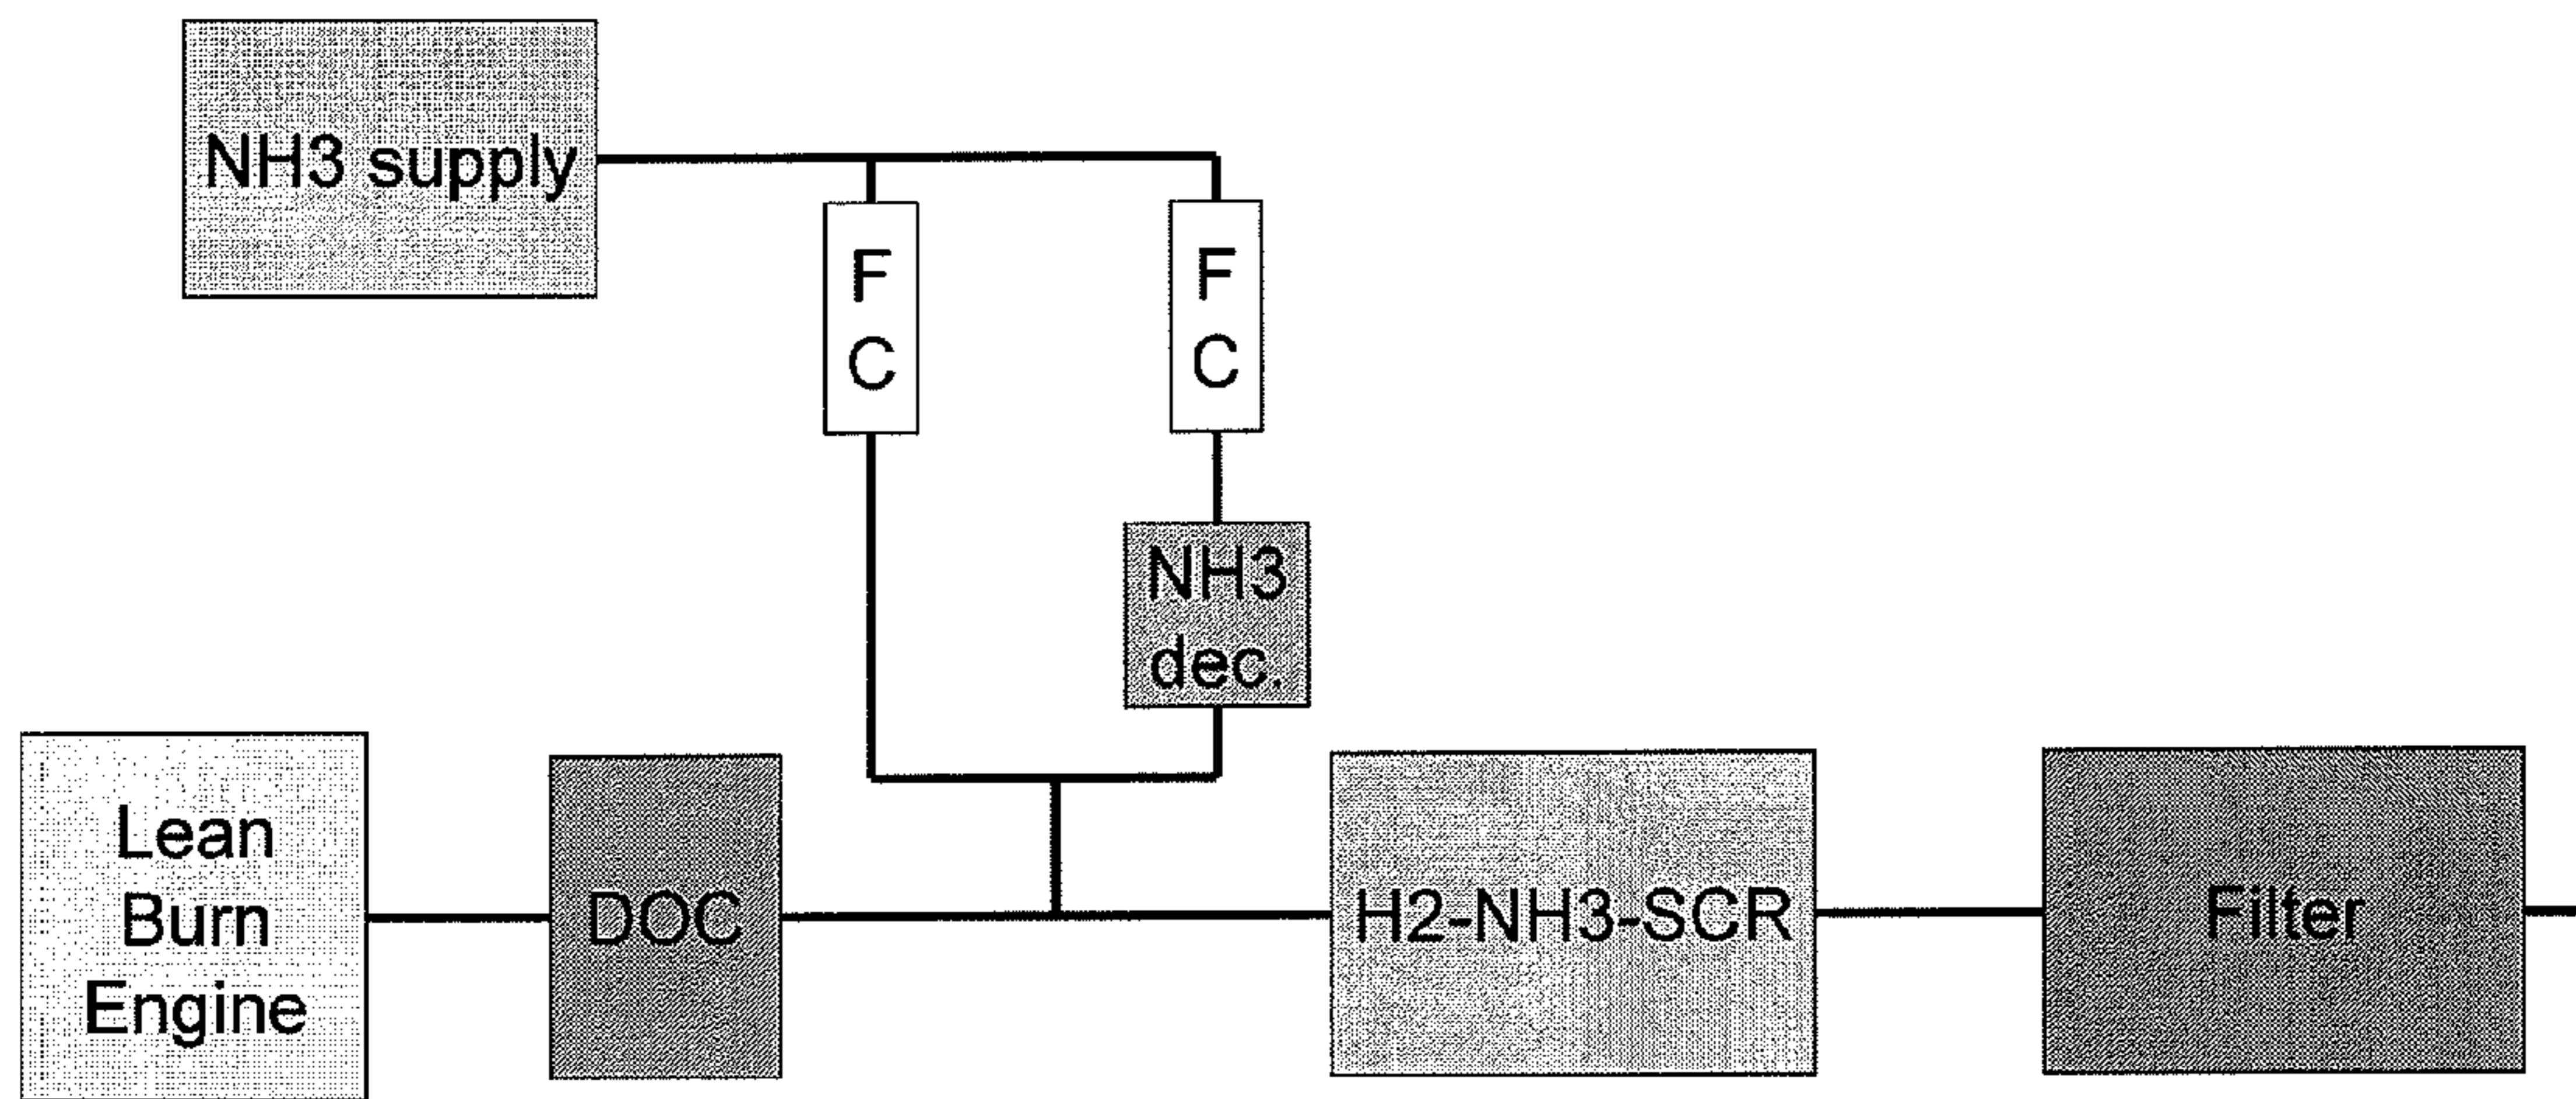 NH3 supply
F
C
F
C
NH3
dec.
Lean
Burn
Engine
DOC
H2-NH3-SCR
Filter